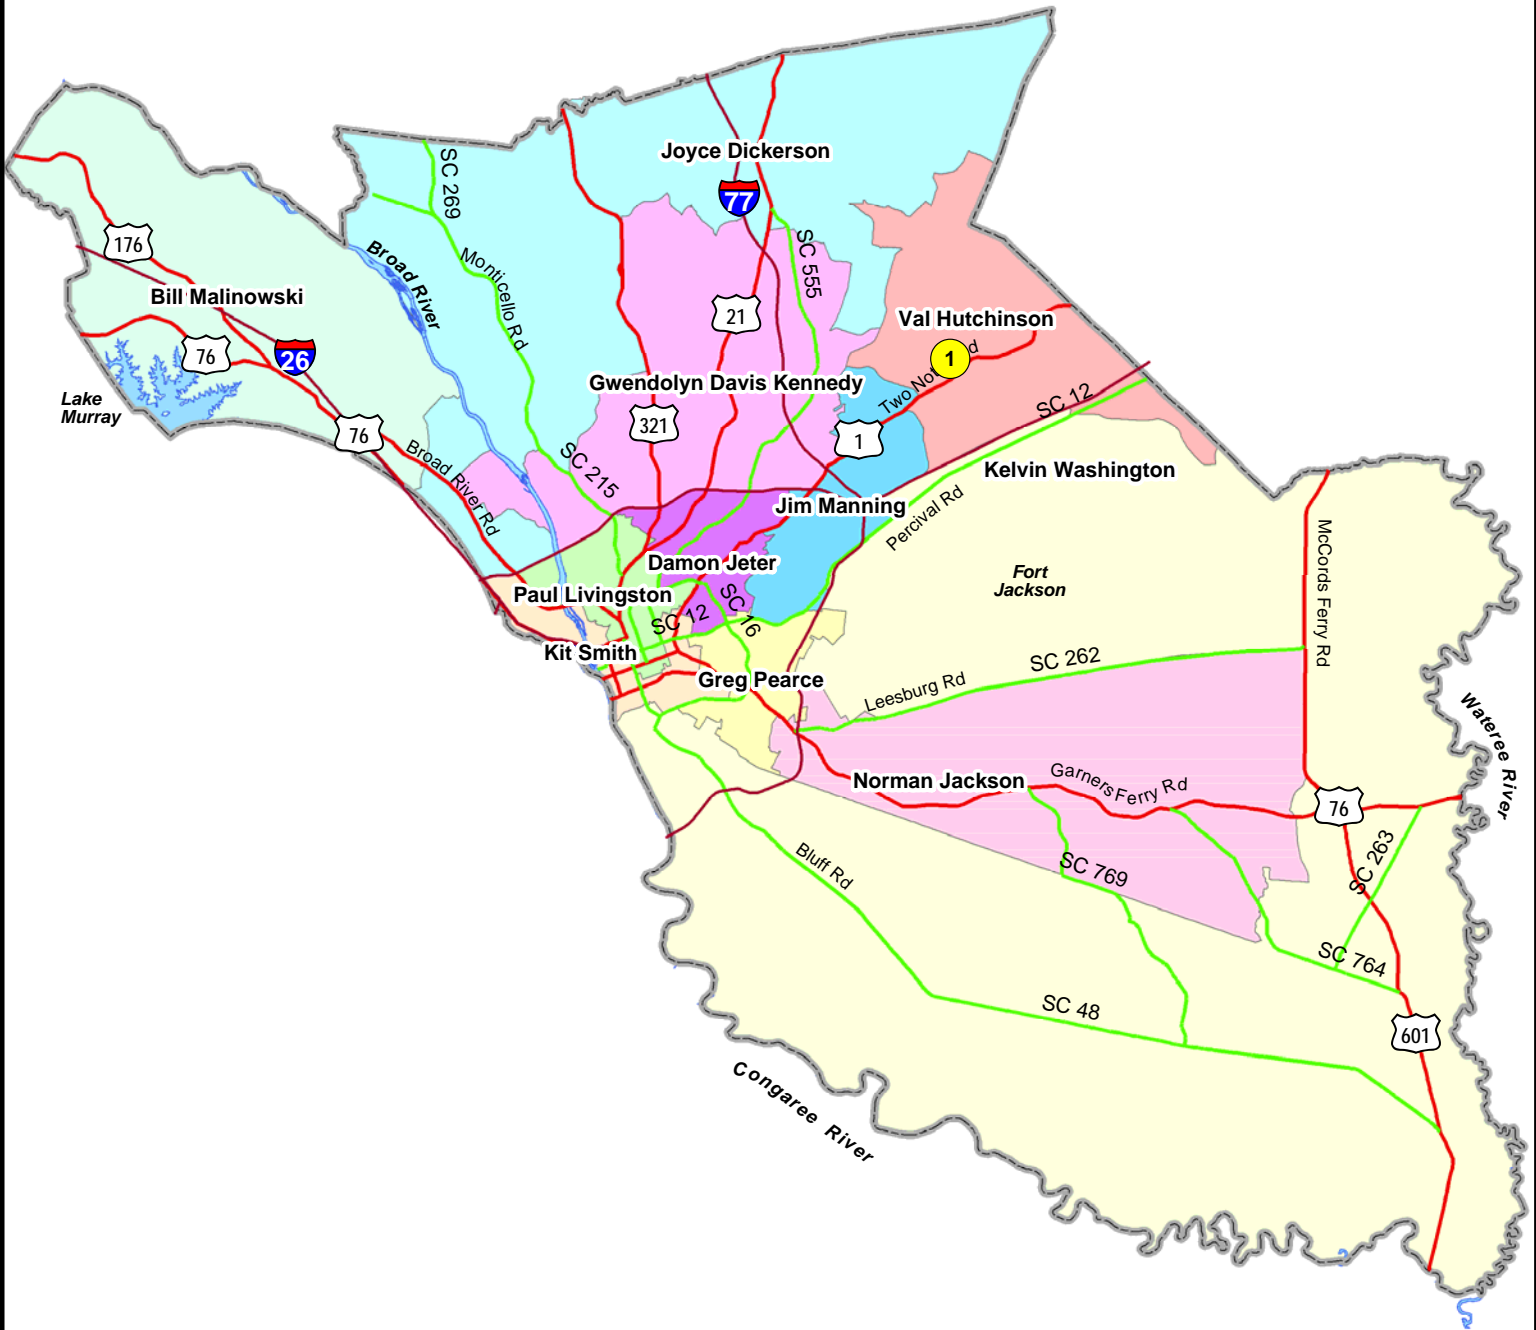 Joyce Dickerson
SC 269
77
176
Broad River
Monticello Rd
SC 555
Bill Malinowski
21
Val Hutchinson
76
26
1
Two Not
d
Gwendolyn Davis Kennedy
Lake
Murray
SC 12
321
76
1
Broad River Rd
SC 215
Kelvin Washington
Jim Manning
Percival Rd
McCords Ferry Rd
Damon Jeter
Fort
Jackson
Paul Livingston
SC 16
SC 12
Kit Smith
SC 262
Greg Pearce
Leesburg Rd
Wateree River
Norman Jackson
Garners Ferry Rd
76
SC 263
Bluff Rd
SC 769
SC 764
SC 48
601
Congaree River